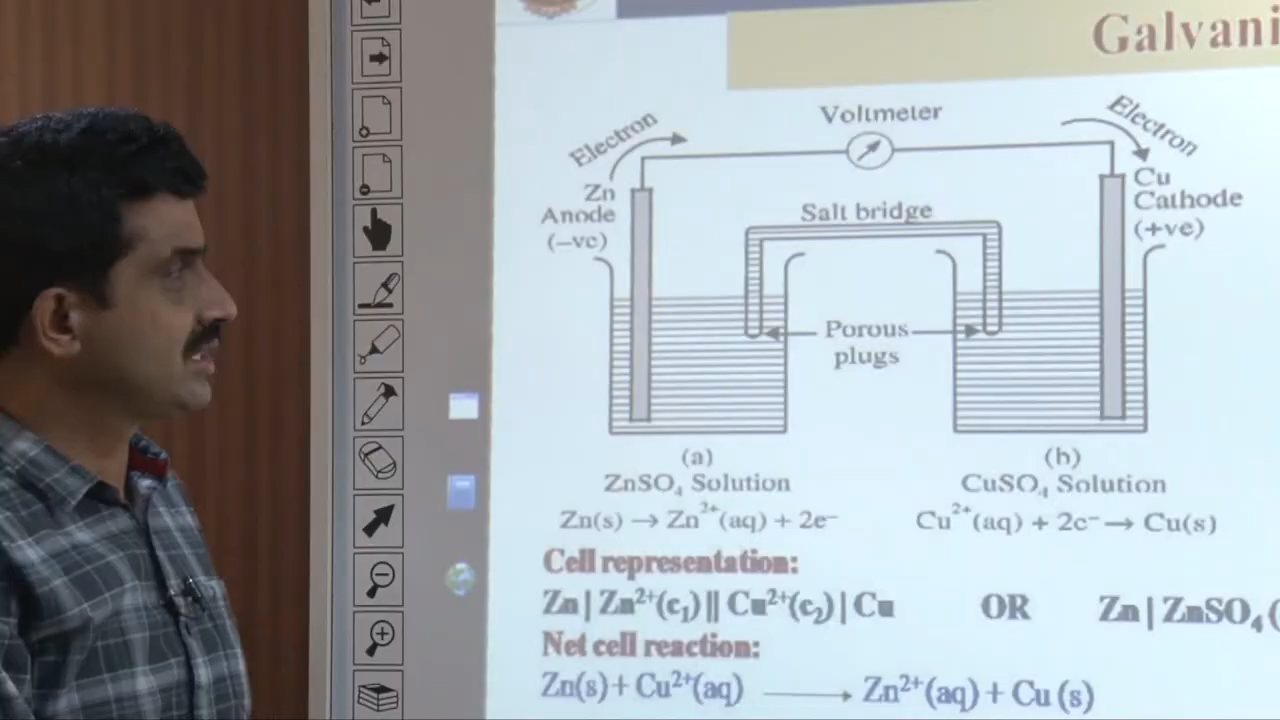 Galvani
Voltmeter
Electron
Electron
Zn
Anode
(–ve)
Cu
Cathode
(+ve)
Salt bridge
Porous
plugs
(a)
ZnSO₄ Solution
Zn(s) → Zn²⁺(aq) + 2e⁻
(b)
CuSO₄ Solution
Cu²⁺(aq) + 2e⁻ → Cu(s)
Cell representation:
Zn | Zn²⁺(c₁) || Cu²⁺(c₂) | Cu OR Zn | ZnSO₄(
Net cell reaction:
Zn(s) + Cu²⁺(aq) ⟶ Zn²⁺(aq) + Cu (s)